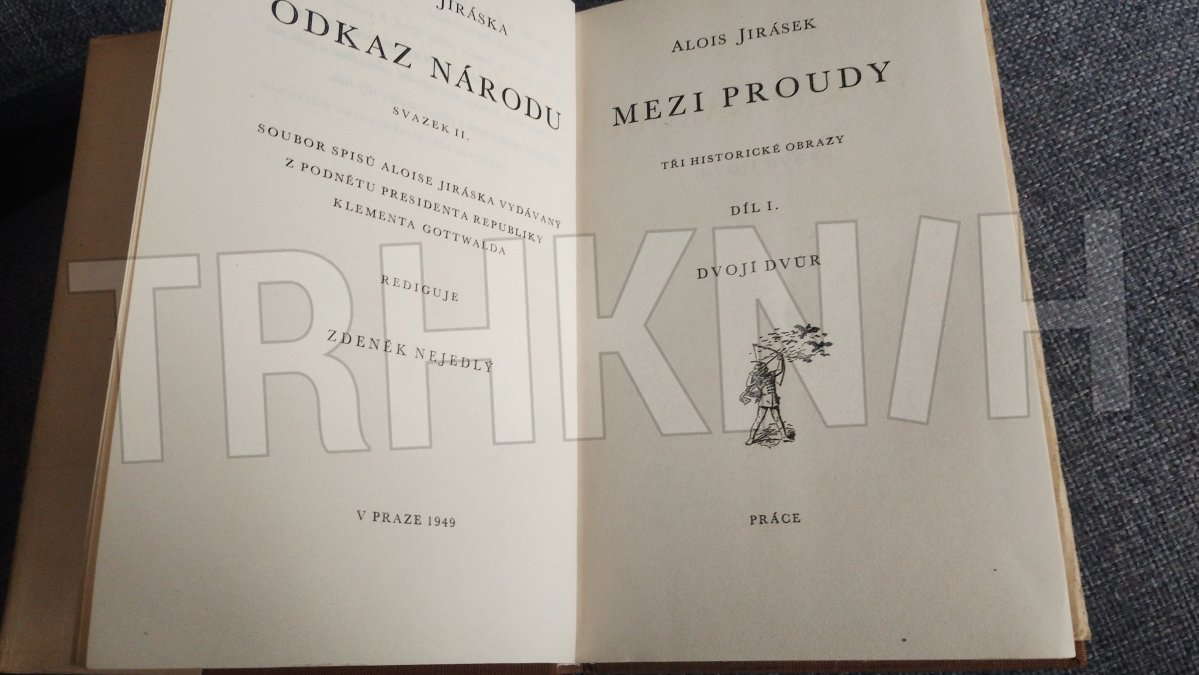 JIRÁSKA
ODKAZ NÁRODU
SVAZEK II.
SOUBOR SPISŮ ALOISE JIRÁSKA VYDÁVANÝ
Z PODNĚTU PRESIDENTA REPUBLIKY
KLEMENTA GOTTWALDA
REDIGUJE
ZDENĚK NEJEDLÝ
V PRAZE 1949
ALOIS JIRÁSEK
MEZI PROUDY
TŘI HISTORICKÉ OBRAZY
DÍL I.
DVOJÍ DVŮR
PRÁCE
TRHKN/H